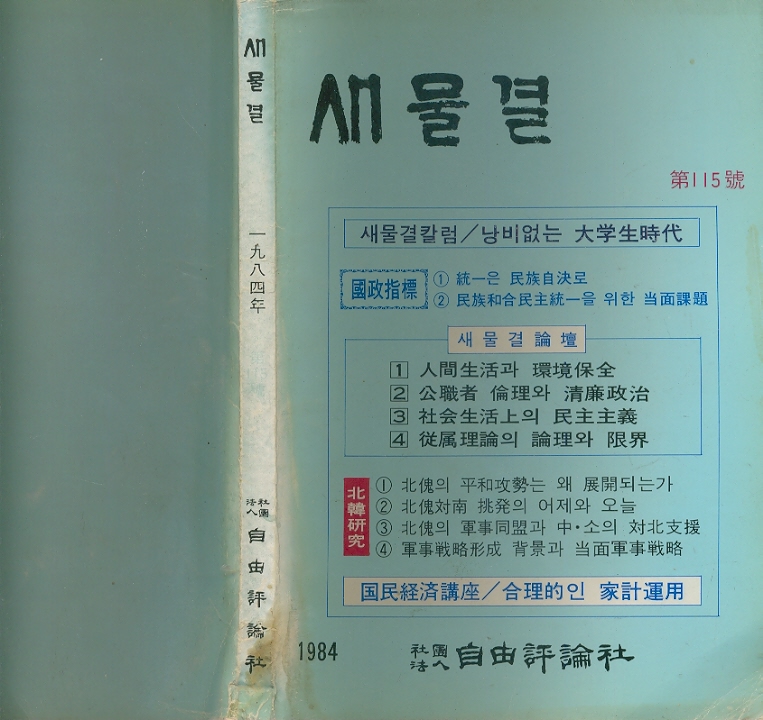 새물결
一九八四年
社團
法人
自由評論社
새물결
第115號
새물결칼럼/낭비없는 大学生時代
國政指標
① 統一은 民族自決로
② 民族和合民主統一을 위한 当面課題
새물결論壇
1 人間生活과 環境保全
2 公職者 倫理와 清廉政治
3 社会生活上의 民主主義
4 従属理論의 論理와 限界
北韓研究
① 北傀의 平和攻勢는 왜 展開되는가
② 北傀対南 挑発의 어제와 오늘
③ 北傀의 軍事同盟과 中·소의 対北支援
④ 軍事戦略形成 背景과 当面軍事戦略
国民経済講座/合理的인 家計運用
1984
社團
法人
自由評論社